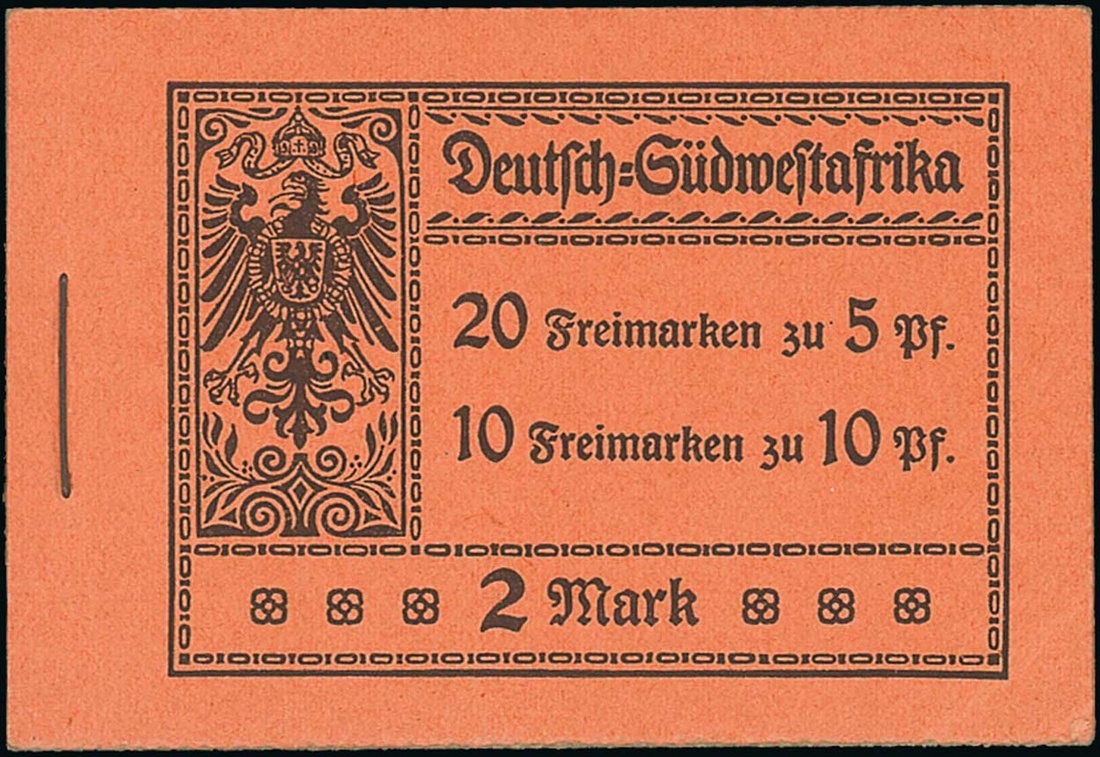 Deutsch=Südwestafrika
20 Freimarken zu 5 Pf.
10 Freimarken zu 10 Pf.
2 Mark